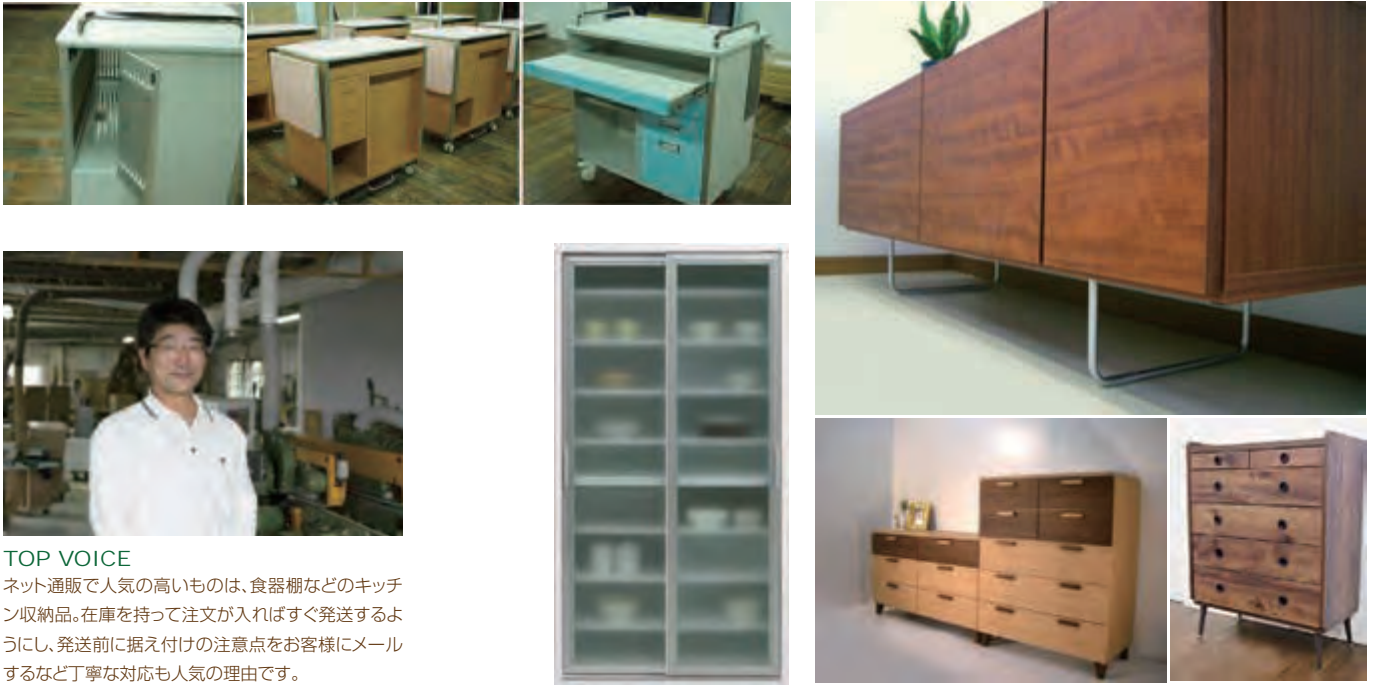 TOP VOICE
ネット通販で人気の高いものは、食器棚などのキッチ
ン収納品。在庫を持って注文が入ればすぐ発送するよ
うにし、発送前に据え付けの注意点をお客様にメール
するなど丁寧な対応も人気の理由です。